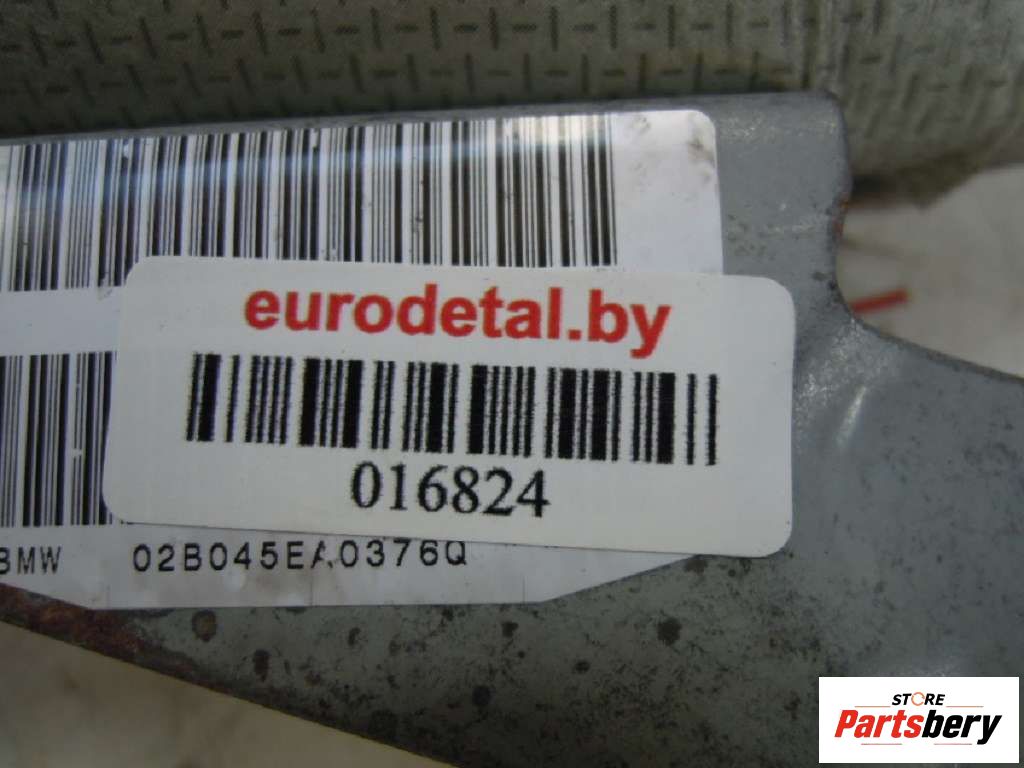 eurodetal.by
016824
BMW 02B045EA0376Q
STORE
Partsbery